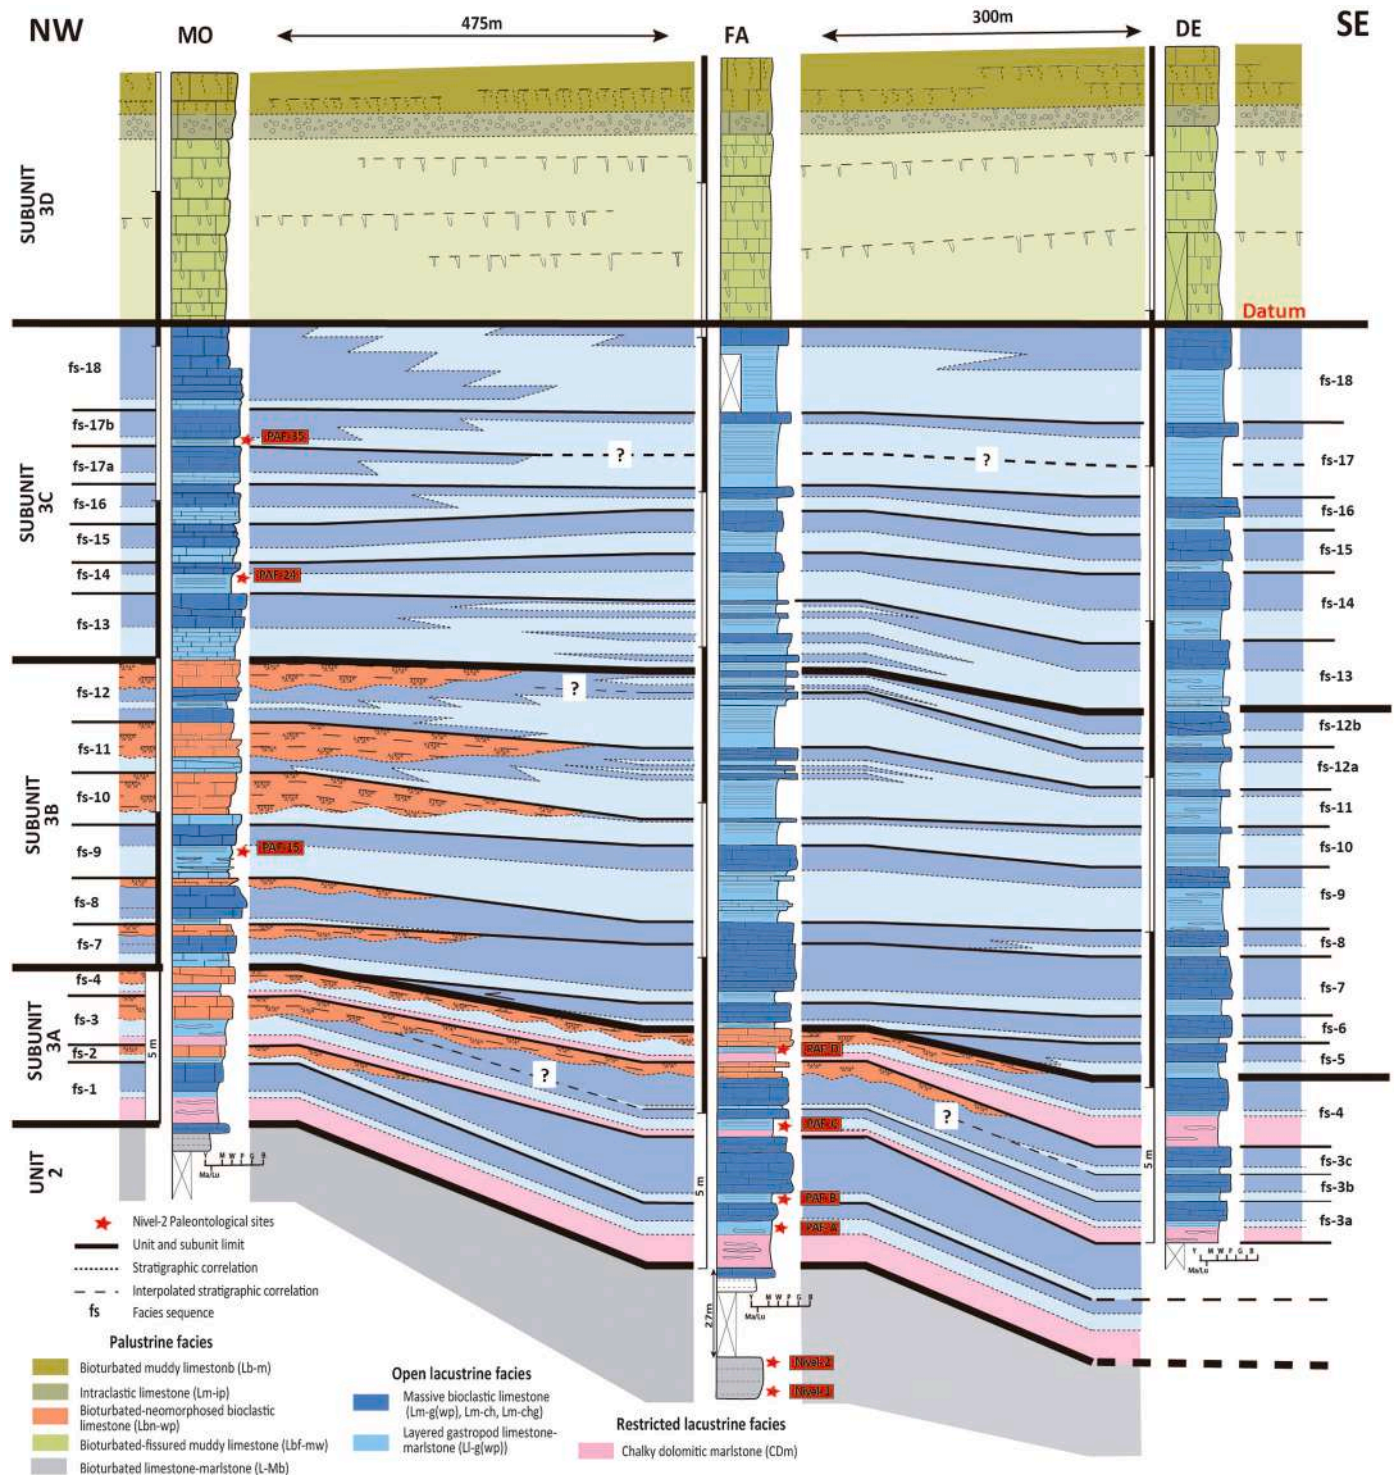 NW
MO
475m
FA
300m
DE
SE
SUBUNIT
3D
Datum
fs-18
fs-17b
fs-17a
fs-16
fs-15
fs-14
fs-13
SUBUNIT
3C
PAF-35
PAF-24
?
?
fs-18
fs-17
fs-16
fs-15
fs-14
fs-13
SUBUNIT
3B
fs-12
fs-11
fs-10
fs-9
fs-8
fs-7
PAF-15
?
fs-12b
fs-12a
fs-11
fs-10
fs-9
fs-8
fs-7
fs-6
fs-5
SUBUNIT
3A
fs-4
fs-3
fs-2
fs-1
5 m
?
PAF-D
PAF-C
PAF-B
PAF-A
?
5 m
5 m
fs-4
fs-3c
fs-3b
fs-3a
UNIT
2
Y M W P G B
Ma/Lu
Y M W P G B
Ma/Lu
Y M W P G B
Ma/Lu
27m
Nivel-2
Nivel-1
Nivel-2 Paleontological sites
Unit and subunit limit
Stratigraphic correlation
Interpolated stratigraphic correlation
fs Facies sequence
Palustrine facies
Bioturbated muddy limestonb (Lb-m)
Intraclastic limestone (Lm-ip)
Bioturbated-neomorphosed bioclastic
limestone (Lbn-wp)
Bioturbated-fissured muddy limestone (Lbf-mw)
Bioturbated limestone-marlstone (L-Mb)
Open lacustrine facies
Massive bioclastic limestone
(Lm-g(wp), Lm-ch, Lm-chg)
Layered gastropod limestone-
marlstone (Ll-g(wp))
Restricted lacustrine facies
Chalky dolomitic marlstone (CDm)